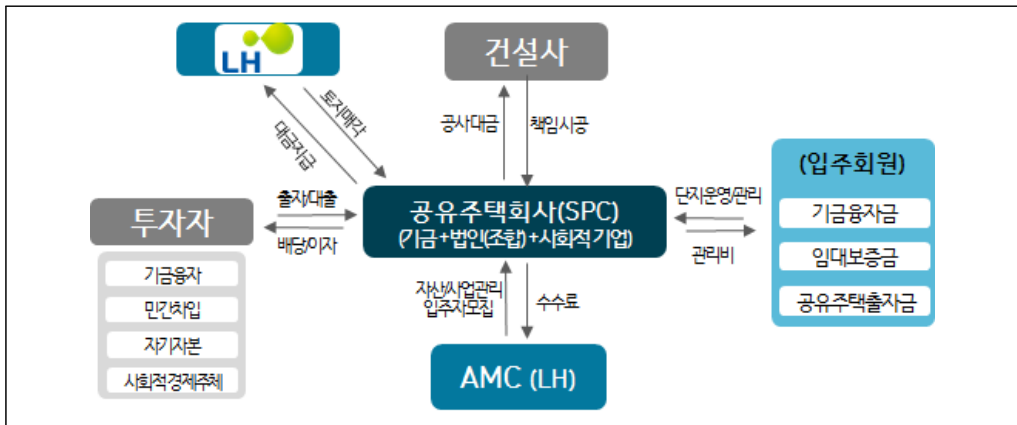 LH
건설사
토지매각
대금지급
공사대금
책임시공
(입주회원)
기금융자금
임대보증금
공유주택출자금
단지운영/관리
관리비
공유주택회사(SPC)
(기금+법인(조합)+사회적 기업)
출자/대출
배당/이자
투자자
기금융자
민간차입
자기자본
사회적경제주체
자산/사업관리
입주자모집
수수료
AMC (LH)